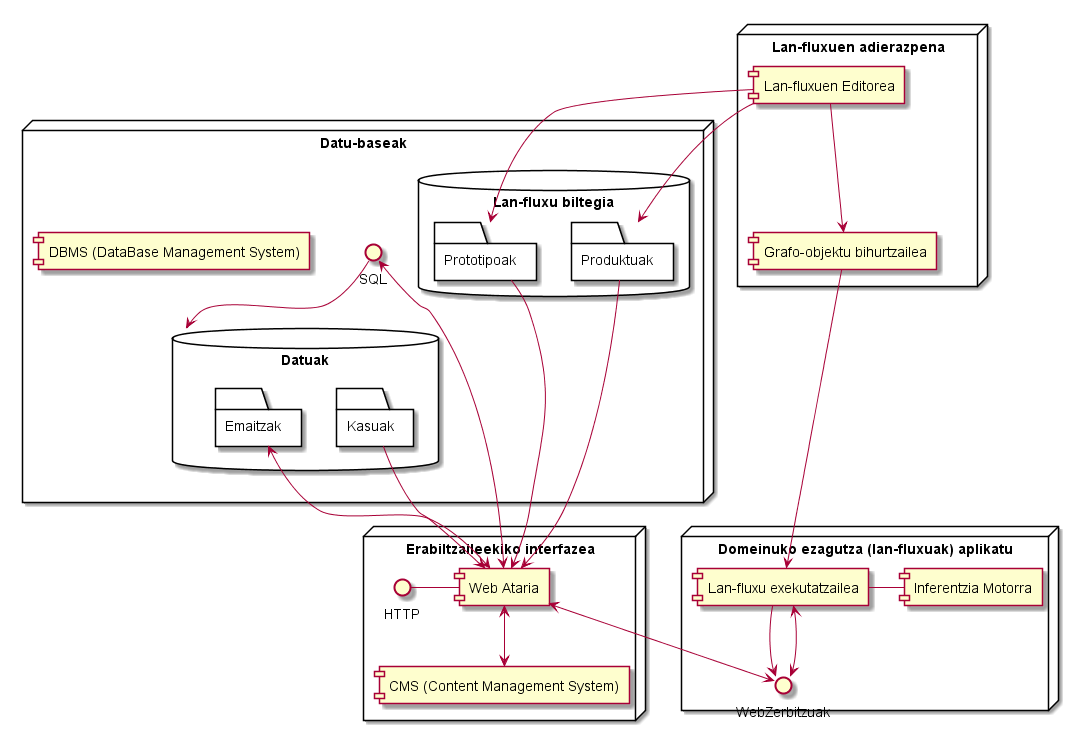 Lan-fluxuen adierazpena
Lan-fluxuen Editorea
Datu-baseak
Lan-fluxu biltegia
DBMS (DataBase Management System)
SQL
Prototipoak
Produktuak
Grafo-objektu bihurtzailea
Datuak
Emaitzak
Kasuak
Erabiltzaileekiko interfazea
Domeinuko ezagutza (lan-fluxuak) aplikatu
HTTP
Web Ataria
Lan-fluxu exekutatzailea
Inferentzia Motorra
CMS (Content Management System)
WebZerbitzuak